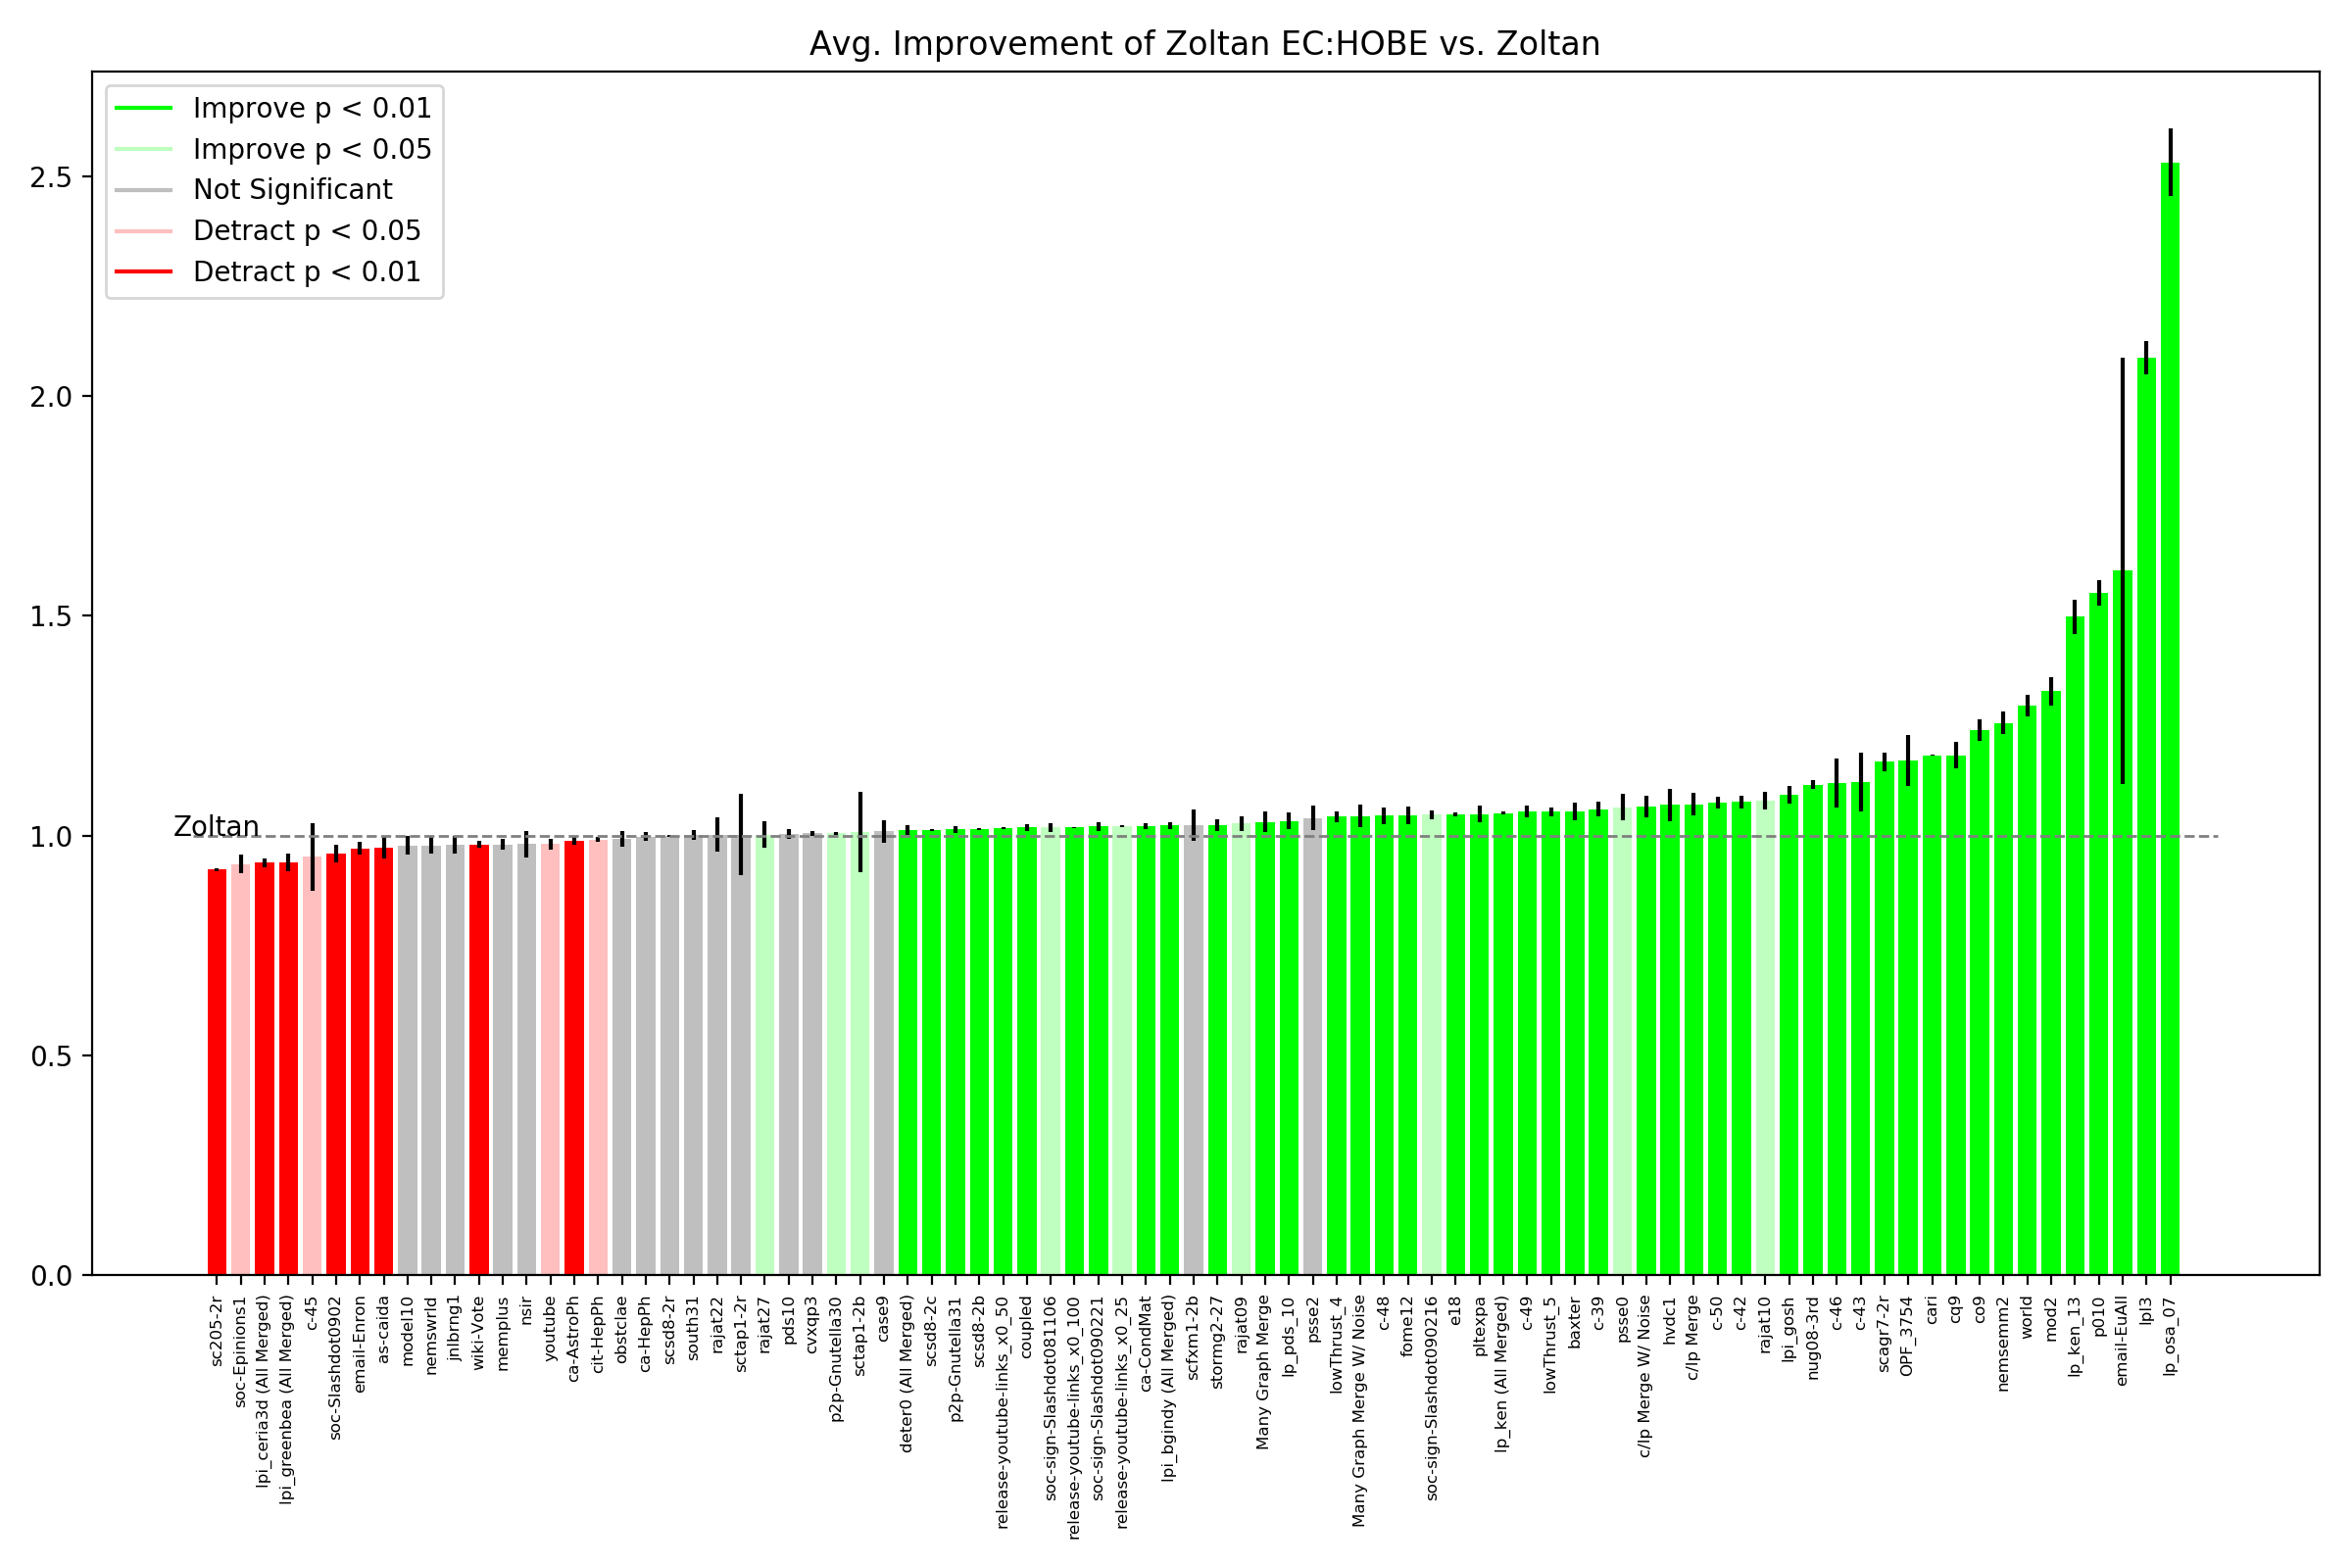 Avg. Improvement of Zoltan EC:HOBE vs. Zoltan
Improve p < 0.01
Improve p < 0.05
Not Significant
Detract p < 0.05
Detract p < 0.01
2.5
2.0
1.5
1.0
0.5
0.0
Zoltan
sc205-2r
soc-Epinions1
lpi_ceria3d (All Merged)
lpi_greenbea (All Merged)
c-45
soc-Slashdot0902
email-Enron
as-caida
model10
nemswrld
jnlbrng1
wiki-Vote
memplus
nsir
youtube
ca-AstroPh
cit-HepPh
obstclae
ca-HepPh
scsd8-2r
south31
rajat22
sctap1-2r
rajat27
pds10
cvxqp3
p2p-Gnutella30
sctap1-2b
case9
deter0 (All Merged)
scsd8-2c
p2p-Gnutella31
scsd8-2b
release-youtube-links_x0_50
coupled
soc-sign-Slashdot081106
release-youtube-links_x0_100
soc-sign-Slashdot090221
release-youtube-links_x0_25
ca-CondMat
lpi_bgindy (All Merged)
scfxm1-2b
stormg2-27
rajat09
Many Graph Merge
lp_pds_10
psse2
lowThrust_4
Many Graph Merge W/ Noise
c-48
fome12
soc-sign-Slashdot090216
e18
pltexpa
lp_ken (All Merged)
c-49
lowThrust_5
baxter
c-39
psse0
c/lp Merge W/ Noise
hvdc1
c/lp Merge
c-50
c-42
rajat10
lpi_gosh
nug08-3rd
c-46
c-43
scagr7-2r
OPF_3754
cari
cq9
co9
nemsemm2
world
mod2
lp_ken_13
p010
email-EuAll
lpl3
lp_osa_07